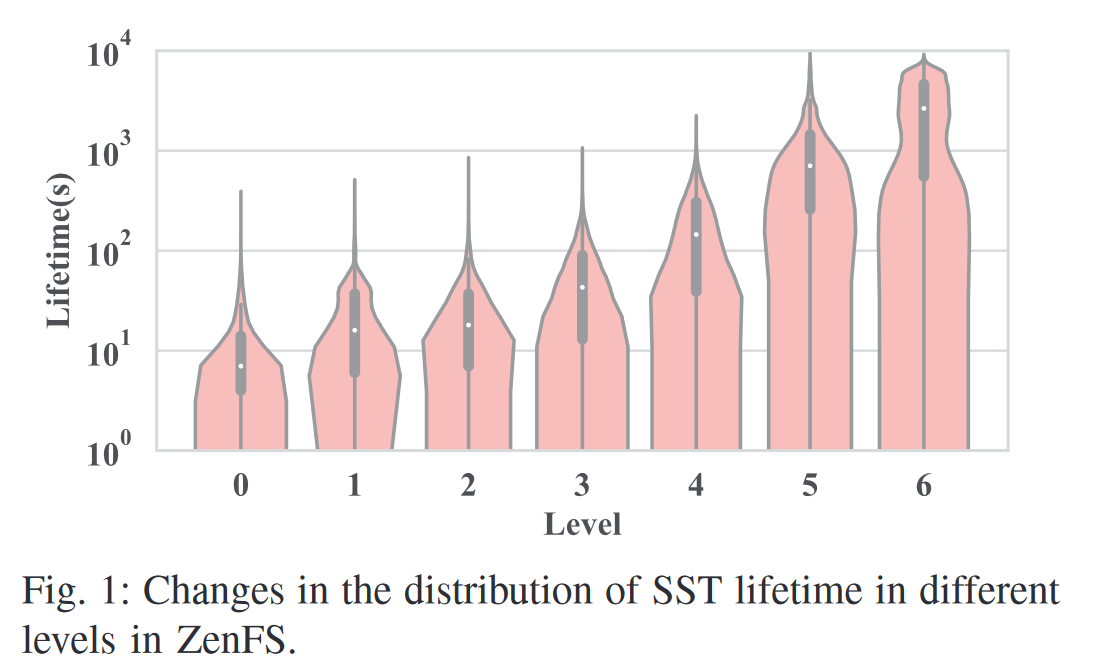 10^4
10^3
10^2
10^1
10^0
Lifetime(s)
0 1 2 3 4 5 6
Level
Fig. 1: Changes in the distribution of SST lifetime in different
levels in ZenFS.